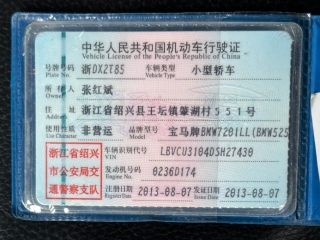 中华人民共和国机动车行驶证
Vehicle License of the People's Republic of China
号牌号码 浙DX2T85 车辆类型 小型轿车
Plate No. Vehicle Type
所有人 张红斌
Owner
住址 浙江省绍兴县王坛镇肇湖村551号
Address
使用性质 非营运 品牌型号 宝马牌BMW7201LL(BMW525
Use Character Model
浙江省绍兴
市公安局交
通警察支队
车辆识别代号 LBVCU3104DSH27430
VIN
发动机号码 0236D174
Engine No.
注册日期 2013-08-07 发证日期 2013-08-07
Register Date Issue Date